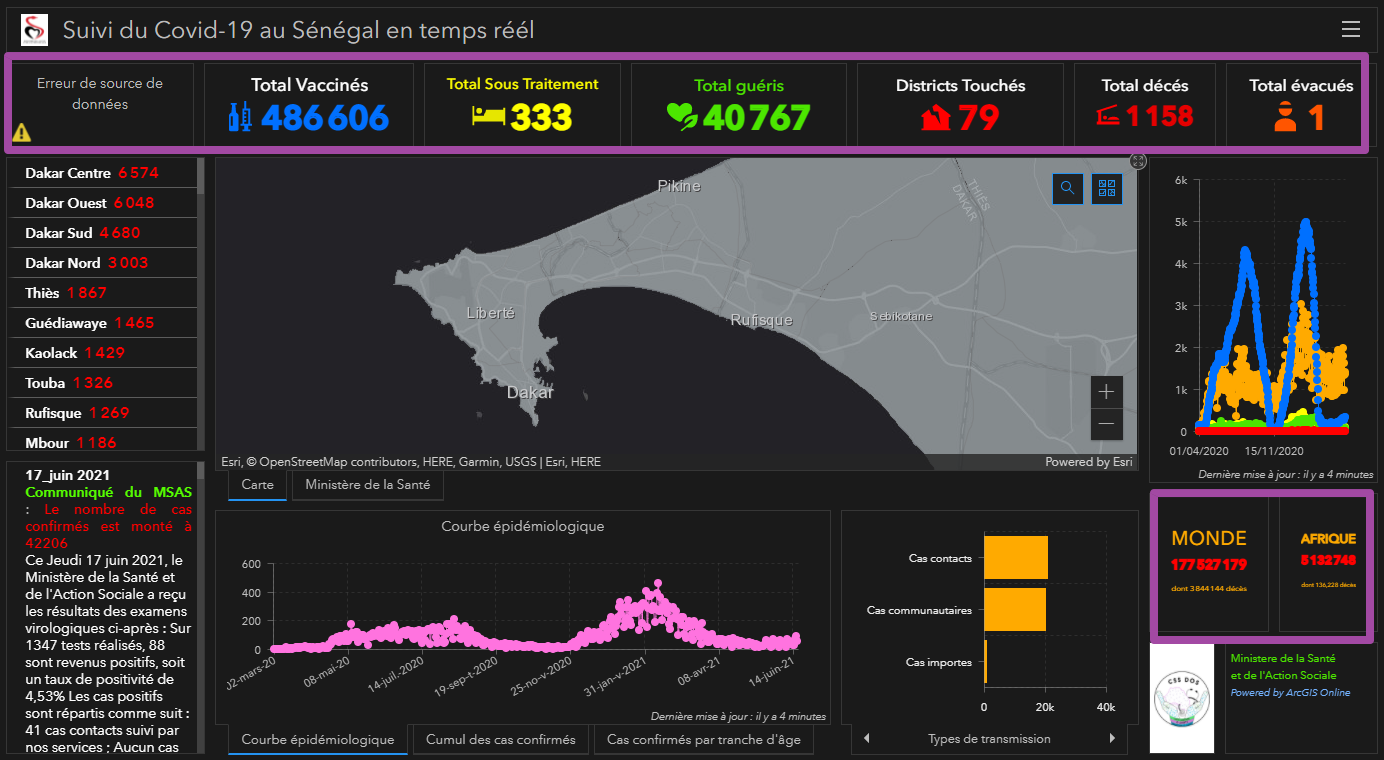 Suivi du Covid-19 au Sénégal en temps réél
Erreur de source de
données
Total Vaccinés
486 606
Total Sous Traitement
333
Total guéris
40 767
Districts Touchés
79
Total décés
1 158
Total évacués
1
Dakar Centre 6 574
Dakar Ouest 6 048
Dakar Sud 4 680
Dakar Nord 3 003
Thiès 1 867
Guédiawaye 1 465
Kaolack 1 429
Touba 1 326
Rufisque 1 269
Mbour 1 186
17_juin 2021
Communiqué du MSAS
: Le nombre de cas
confirmés est monté à
42206
Ce Jeudi 17 juin 2021, le
Ministère de la Santé et
de l'Action Sociale a reçu
les résultats des examens
virologiques ci-après : Sur
1347 tests réalisés, 88
sont revenus positifs, soit
un taux de positivité de
4,53% Les cas positifs
sont répartis comme suit :
41 cas contacts suivi par
nos services ; Aucun cas
Pikine
THIÈS
DAKAR
Liberté
Rufisque
Sebikotane
Dakar
Esri, © OpenStreetMap contributors, HERE, Garmin, USGS | Esri, HERE
Powered by Esri
Carte
Ministère de la Santé
Courbe épidémiologique
600
400
200
0
02-mars-20
08-mai-20
14-juil.-2020
19-sep-t-2020
25-no-v-2020
31-jan-v-2021
08-avr-21
14-juin-21
Dernière mise à jour : il y a 4 minutes
Courbe épidémiologique
Cumul des cas confirmés
Cas confirmés par tranche d'âge
Cas contacts
Cas communautaires
Cas importes
0
20k
40k
Types de transmission
6k
5k
4k
3k
2k
1k
0
01/04/2020
15/11/2020
Dernière mise à jour : il y a 4 minutes
MONDE
177 527 179
dont 3 844 144 décès
AFRIQUE
5 132 748
dont 136,228 décès
CSS DOS
Ministere de la Santé
et de l'Action Sociale
Powered by ArcGIS Online